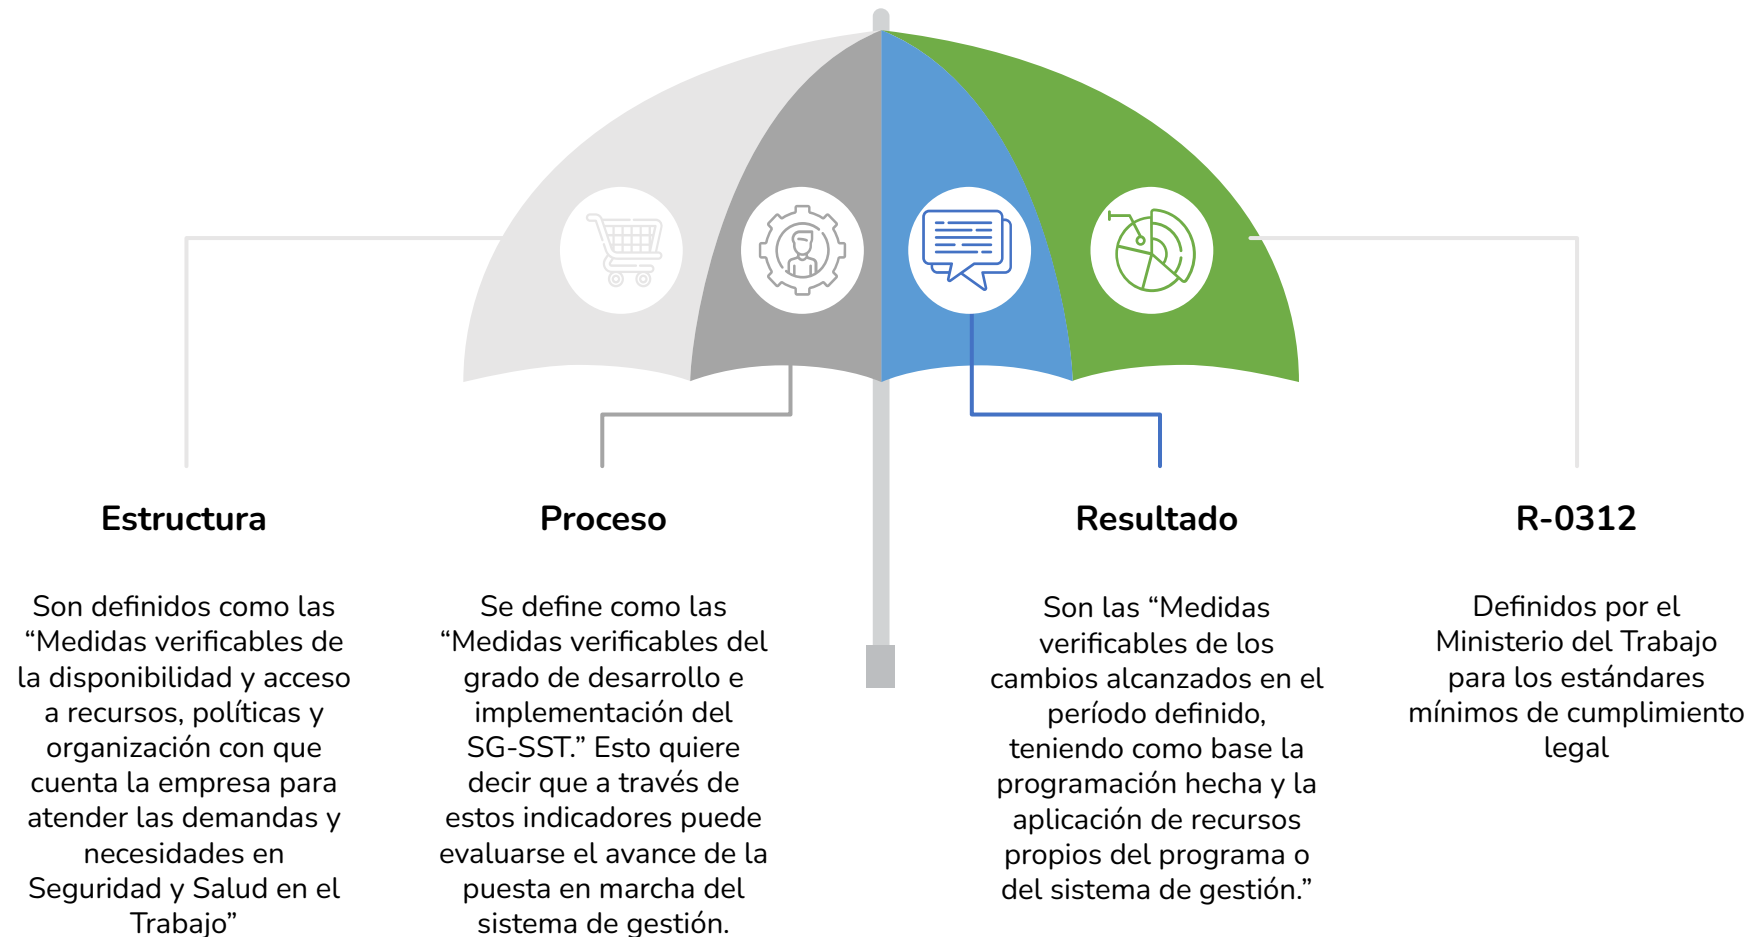 Estructura
Son definidos como las
“Medidas verificables de
la disponibilidad y acceso
a recursos, políticas y
organización con que
cuenta la empresa para
atender las demandas y
necesidades en
Seguridad y Salud en el
Trabajo”
Proceso
Se define como las
“Medidas verificables del
grado de desarrollo e
implementación del
SG-SST.” Esto quiere
decir que a través de
estos indicadores puede
evaluarse el avance de la
puesta en marcha del
sistema de gestión.
Resultado
Son las “Medidas
verificables de los
cambios alcanzados en el
período definido,
teniendo como base la
programación hecha y la
aplicación de recursos
propios del programa o
del sistema de gestión.”
R-0312
Definidos por el
Ministerio del Trabajo
para los estándares
mínimos de cumplimiento
legal